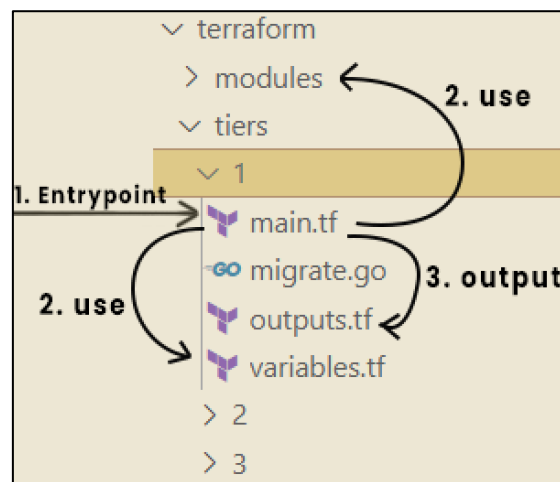 terraform
modules
2. use
tiers
1
1. Entrypoint
main.tf
GO migrate.go
3. output
2. use
outputs.tf
variables.tf
2
3